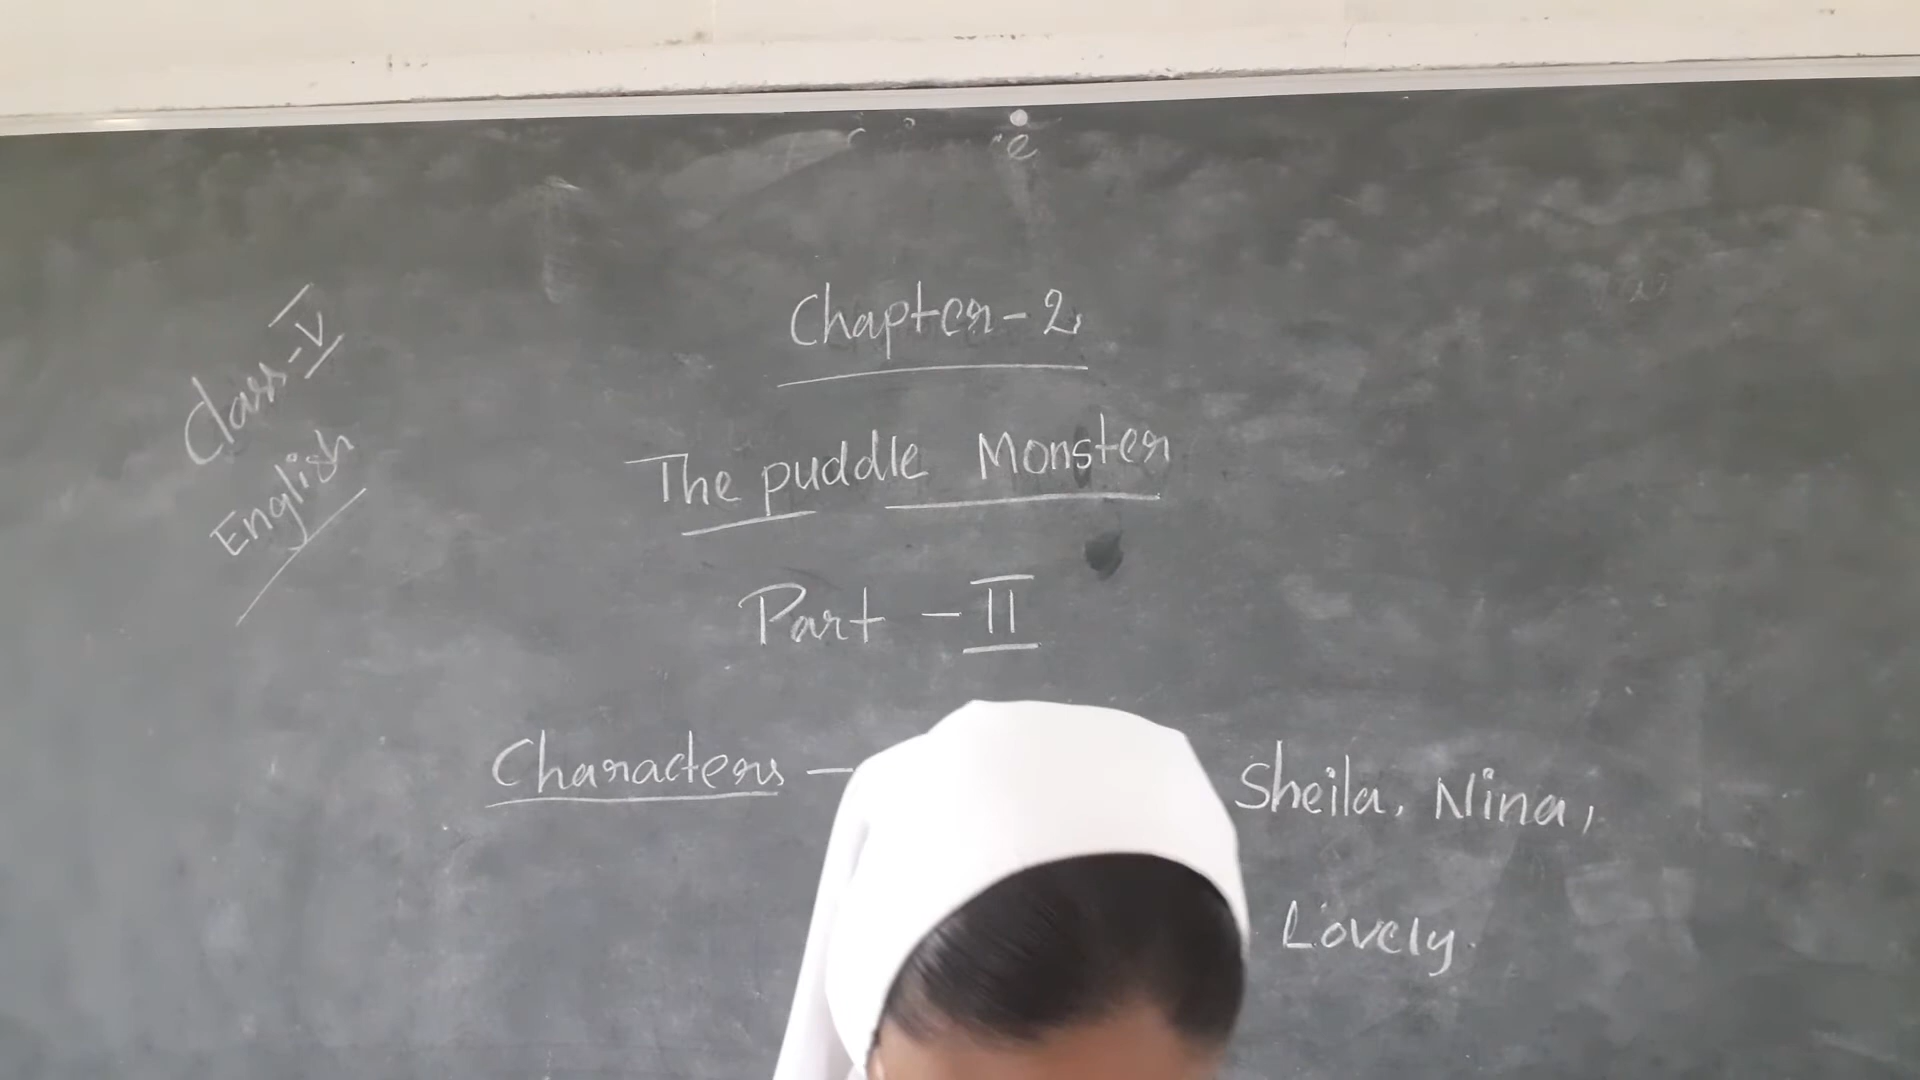 Class-V
English
Chapter-2
The puddle Monster
Part - II
Characters - Sheila, Nina,
Lovely.